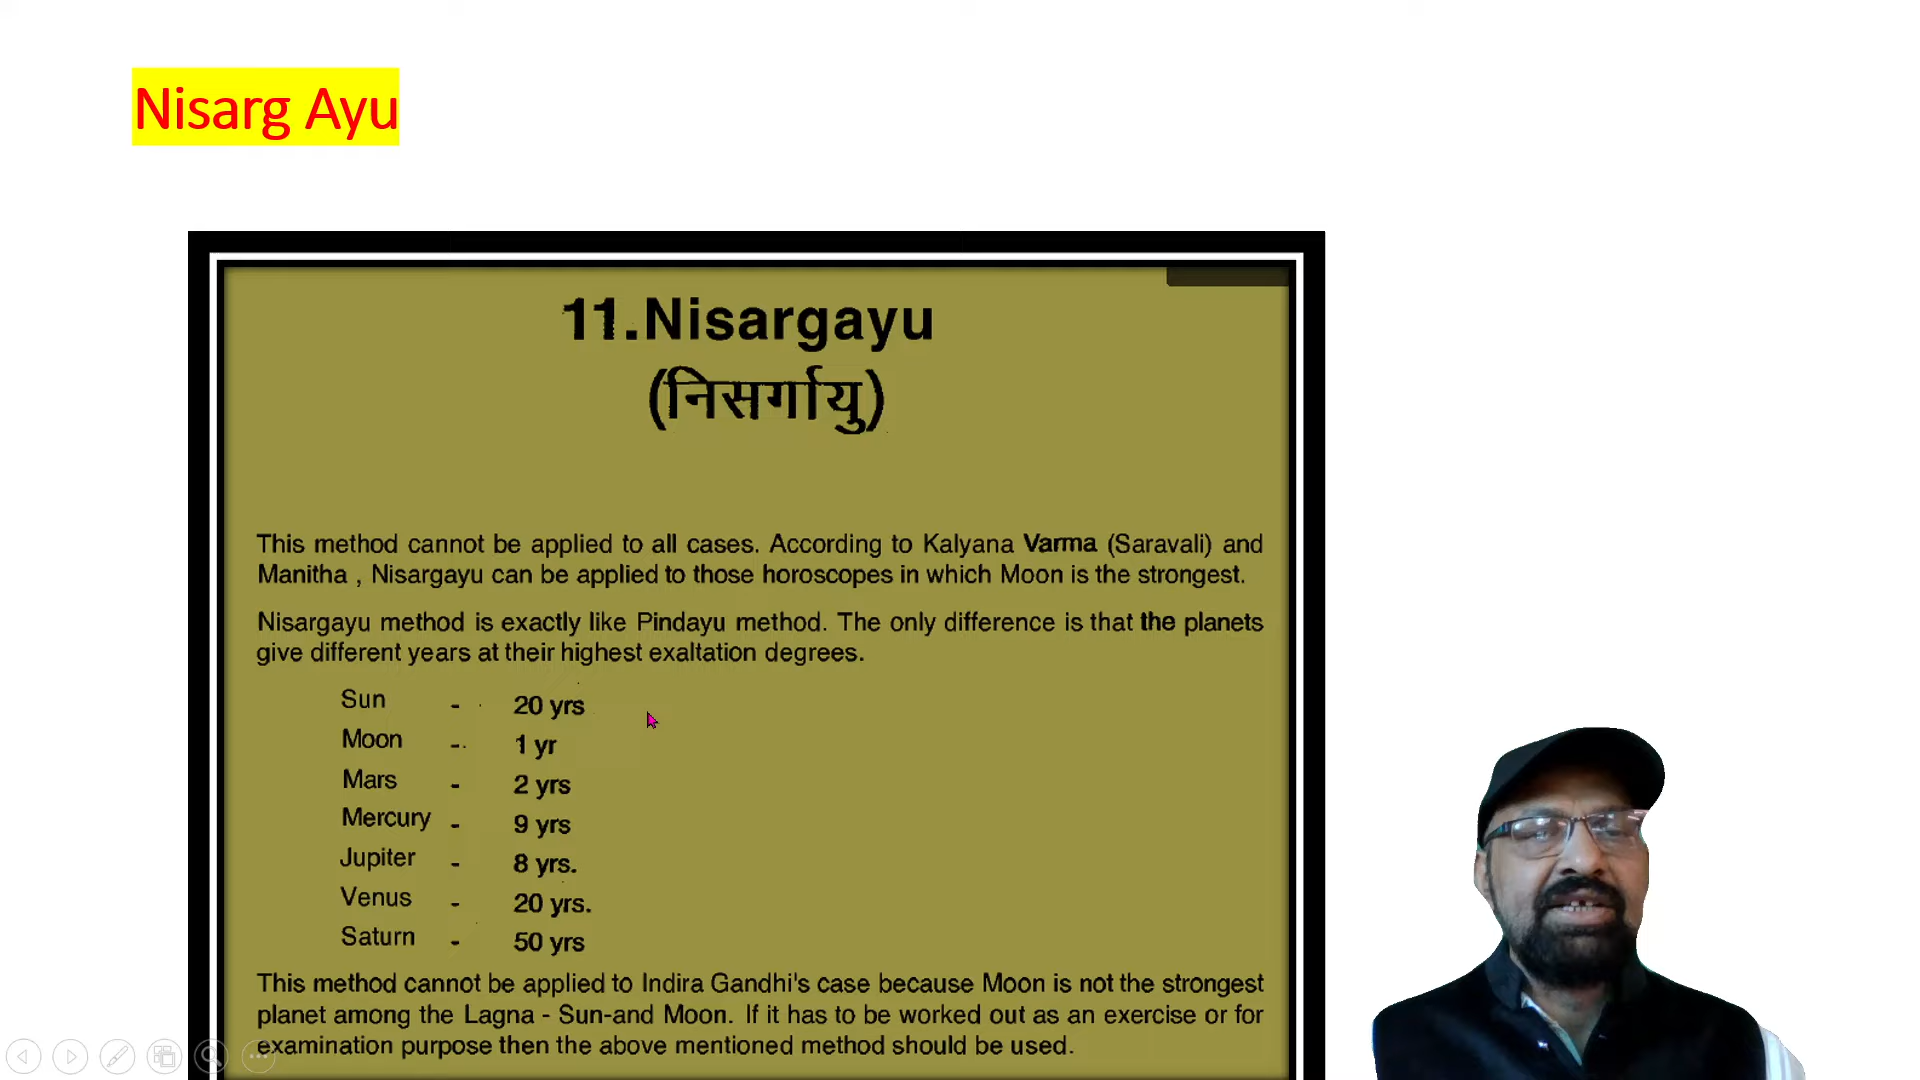 Nisarg Ayu
11.Nisargayu
(निसर्गायु)
This method cannot be applied to all cases. According to Kalyana Varma (Saravali) and
Manitha , Nisargayu can be applied to those horoscopes in which Moon is the strongest.
Nisargayu method is exactly like Pindayu method. The only difference is that the planets
give different years at their highest exaltation degrees.
Sun - 20 yrs
Moon - 1 yr
Mars - 2 yrs
Mercury - 9 yrs
Jupiter - 8 yrs.
Venus - 20 yrs.
Saturn - 50 yrs
This method cannot be applied to Indira Gandhi's case because Moon is not the strongest
planet among the Lagna - Sun-and Moon. If it has to be worked out as an exercise or for
examination purpose then the above mentioned method should be used.